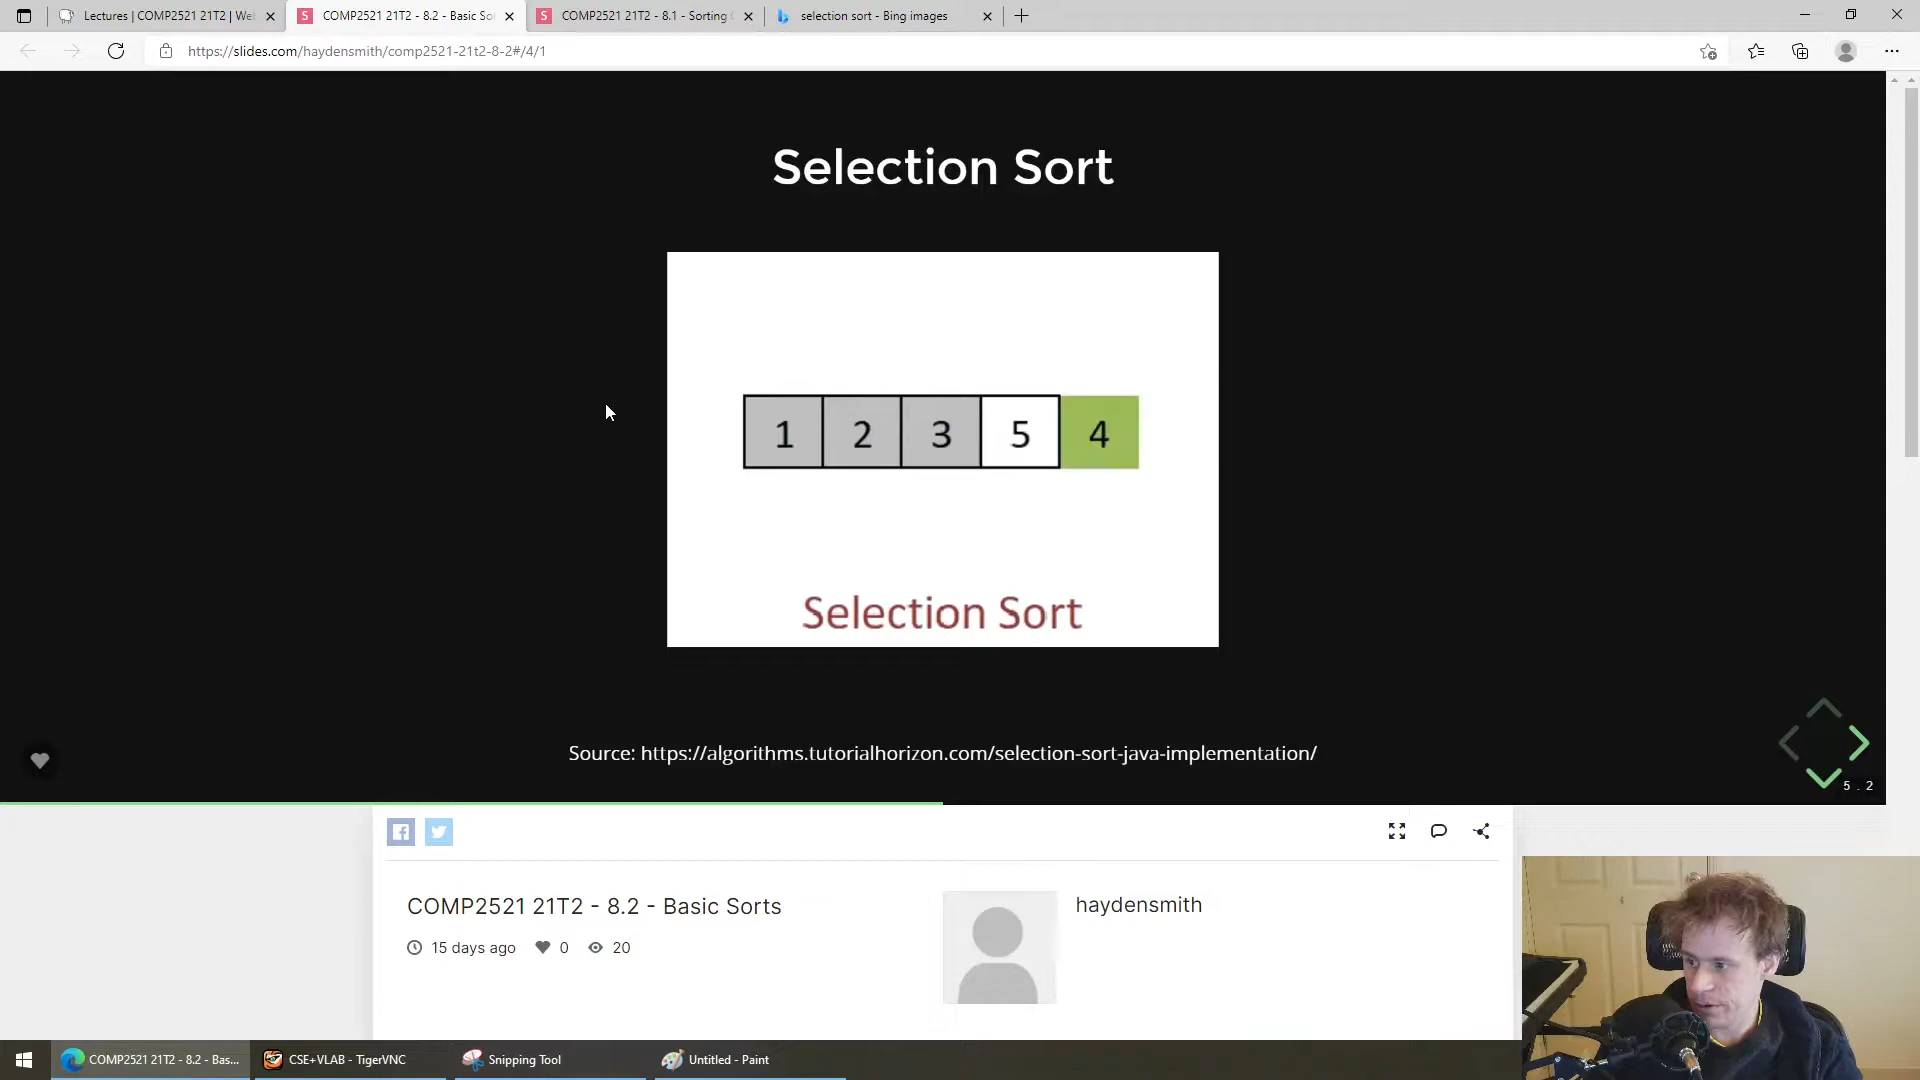 Lectures | COMP2521 21T2 | Web
COMP2521 21T2 - 8.2 - Basic So
COMP2521 21T2 - 8.1 - Sorting
selection sort - Bing images
https://slides.com/haydensmith/comp2521-21t2-8-2#/4/1
Selection Sort
1 2 3 5 4
Selection Sort
Source: https://algorithms.tutorialhorizon.com/selection-sort-java-implementation/
5 . 2
COMP2521 21T2 - 8.2 - Basic Sorts
haydensmith
15 days ago 0 20
COMP2521 21T2 - 8.2 - Bas...
CSE+VLAB - TigerVNC
Snipping Tool
Untitled - Paint